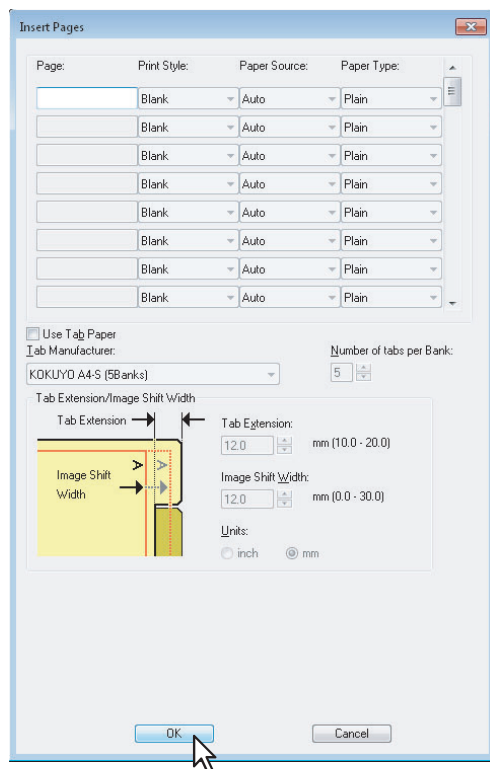 Insert Pages
Page: Print Style: Paper Source: Paper Type:
Blank Auto Plain
Blank Auto Plain
Blank Auto Plain
Blank Auto Plain
Blank Auto Plain
Blank Auto Plain
Blank Auto Plain
Blank Auto Plain
Use Tab Paper
Tab Manufacturer: Number of tabs per Bank:
KOKUYO A4-S (5Banks) 5
Tab Extension/Image Shift Width
Tab Extension Tab Extension:
12.0 mm (10.0 - 20.0)
A A
Image Shift Image Shift Width:
Width 12.0 mm (0.0 - 30.0)
Units:
inch mm
OK Cancel